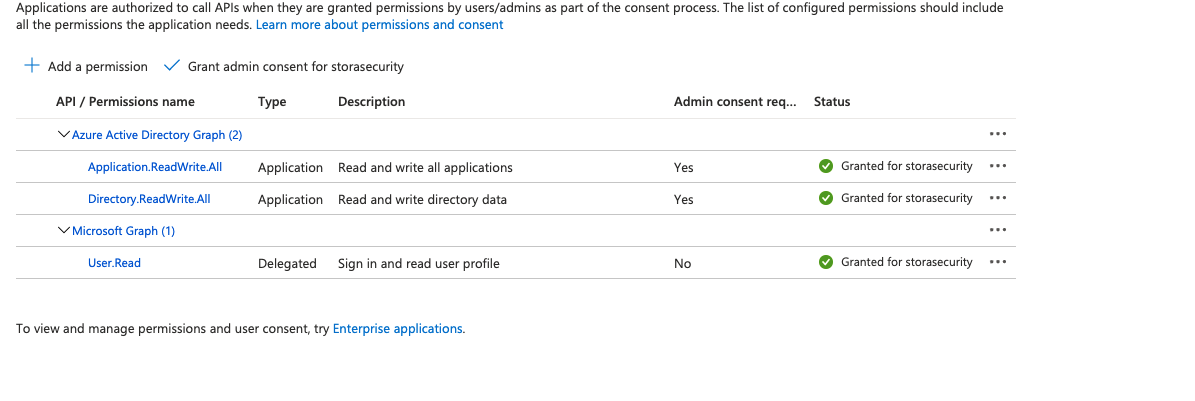 Applications are authorized to call APIs when they are granted permissions by users/admins as part of the consent process. The list of configured permissions should include
all the permissions the application needs. Learn more about permissions and consent
Add a permission Grant admin consent for storasecurity
API / Permissions name Type Description Admin consent req... Status
Azure Active Directory Graph (2) ...
Application.ReadWrite.All Application Read and write all applications Yes Granted for storasecurity ...
Directory.ReadWrite.All Application Read and write directory data Yes Granted for storasecurity ...
Microsoft Graph (1) ...
User.Read Delegated Sign in and read user profile No Granted for storasecurity ...
To view and manage permissions and user consent, try Enterprise applications.